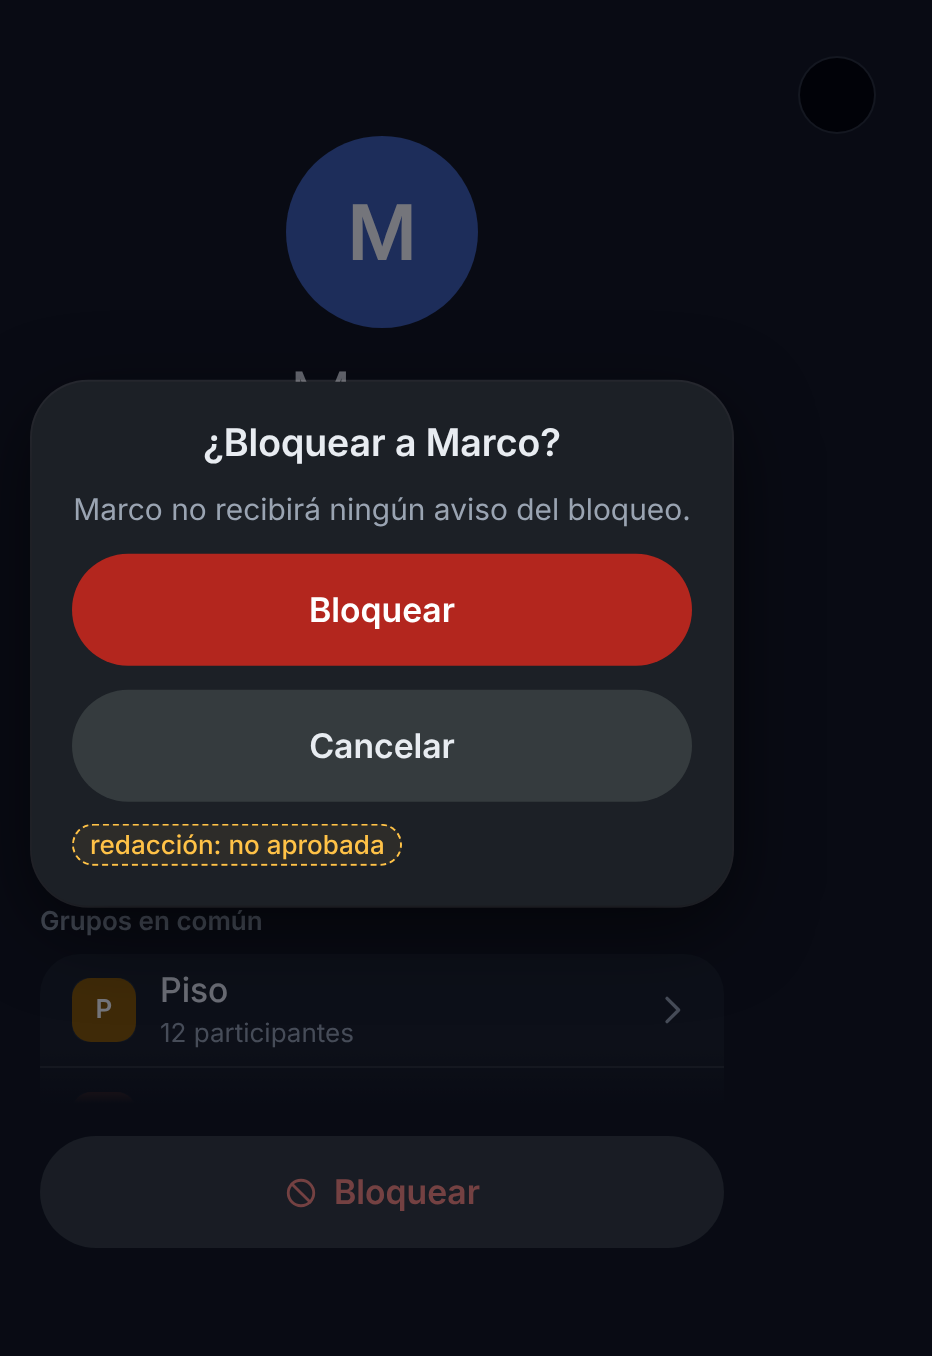 M
¿Bloquear a Marco?
Marco no recibirá ningún aviso del bloqueo.
Bloquear
Cancelar
redacción: no aprobada
Grupos en común
P
Piso
12 participantes
Bloquear